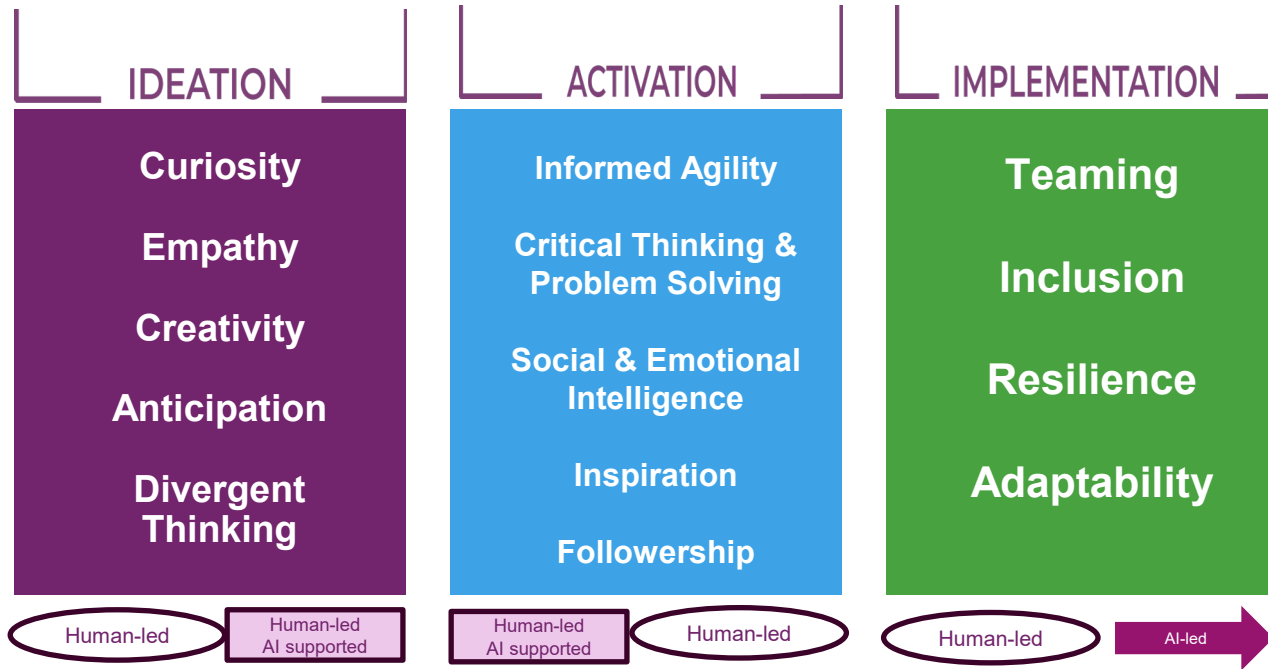 IDEATION
Curiosity
Empathy
Creativity
Anticipation
Divergent
Thinking
Human-led
Human-led
AI supported
ACTIVATION
Informed Agility
Critical Thinking &
Problem Solving
Social & Emotional
Intelligence
Inspiration
Followership
Human-led
AI supported
Human-led
IMPLEMENTATION
Teaming
Inclusion
Resilience
Adaptability
Human-led
AI-led